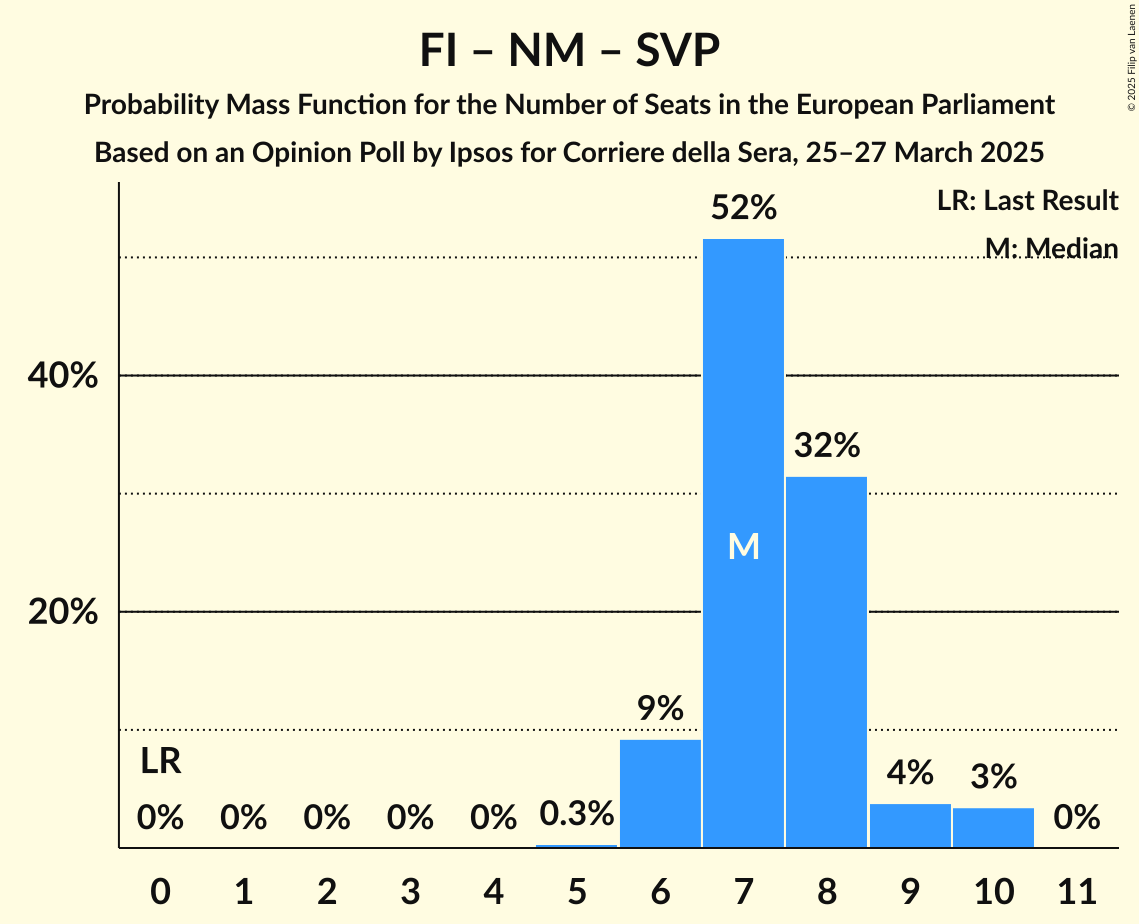 FI – NM – SVP
Probability Mass Function for the Number of Seats in the European Parliament
Based on an Opinion Poll by Ipsos for Corriere della Sera, 25–27 March 2025
© 2025 Filip van Laenen
LR: Last Result
M: Median
40%
20%
52%
32%
M
9%
LR
4%
3%
0% 0% 0% 0% 0% 0.3% 0%
0 1 2 3 4 5 6 7 8 9 10 11